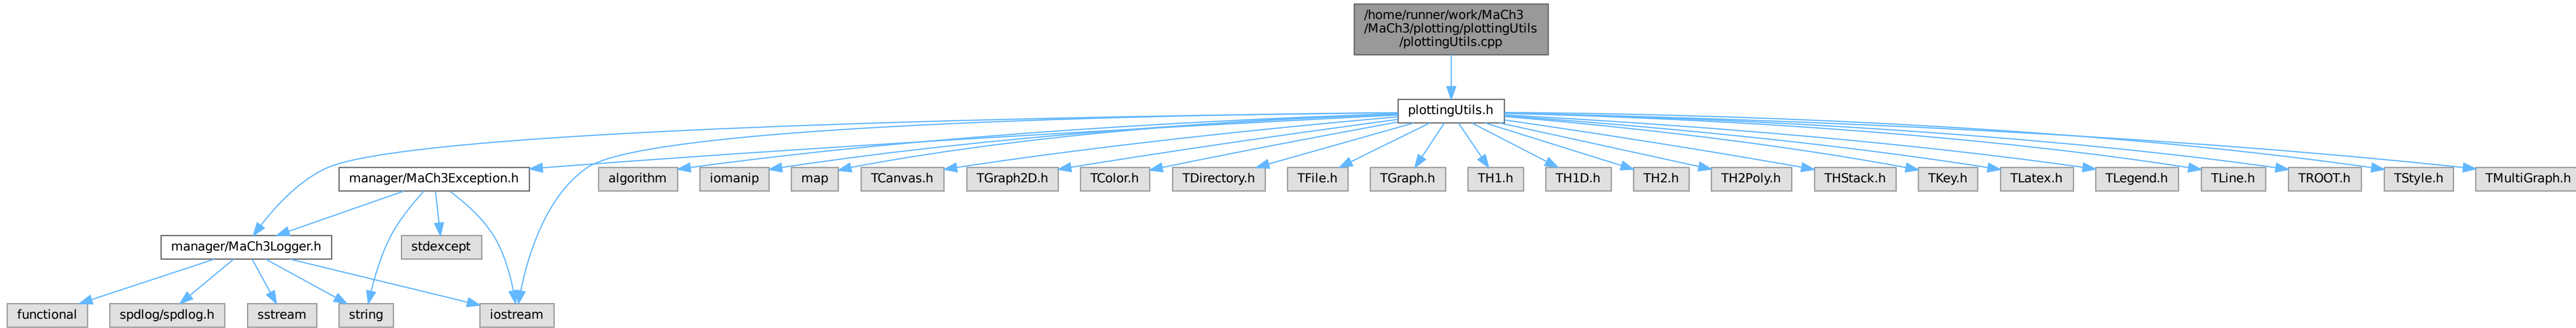 /home/runner/work/MaCh3
/MaCh3/plotting/plottingUtils
/plottingUtils.cpp
plottingUtils.h
manager/MaCh3Exception.h
algorithm
iomanip
map
TCanvas.h
TGraph2D.h
TColor.h
TDirectory.h
TFile.h
TGraph.h
TH1.h
TH1D.h
TH2.h
TH2Poly.h
THStack.h
TKey.h
TLatex.h
TLegend.h
TLine.h
TROOT.h
TStyle.h
TMultiGraph.h
manager/MaCh3Logger.h
stdexcept
functional
spdlog/spdlog.h
sstream
string
iostream